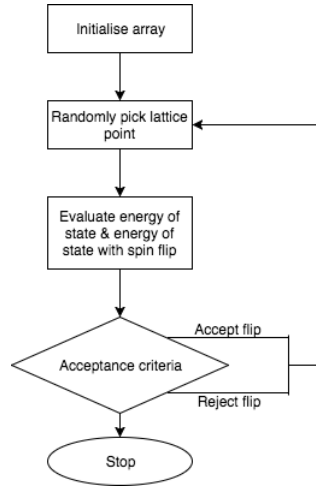 Initialise array
Randomly pick lattice
point
Evaluate energy of
state & energy of
state with spin flip
Accept flip
Acceptance criteria
Reject flip
Stop